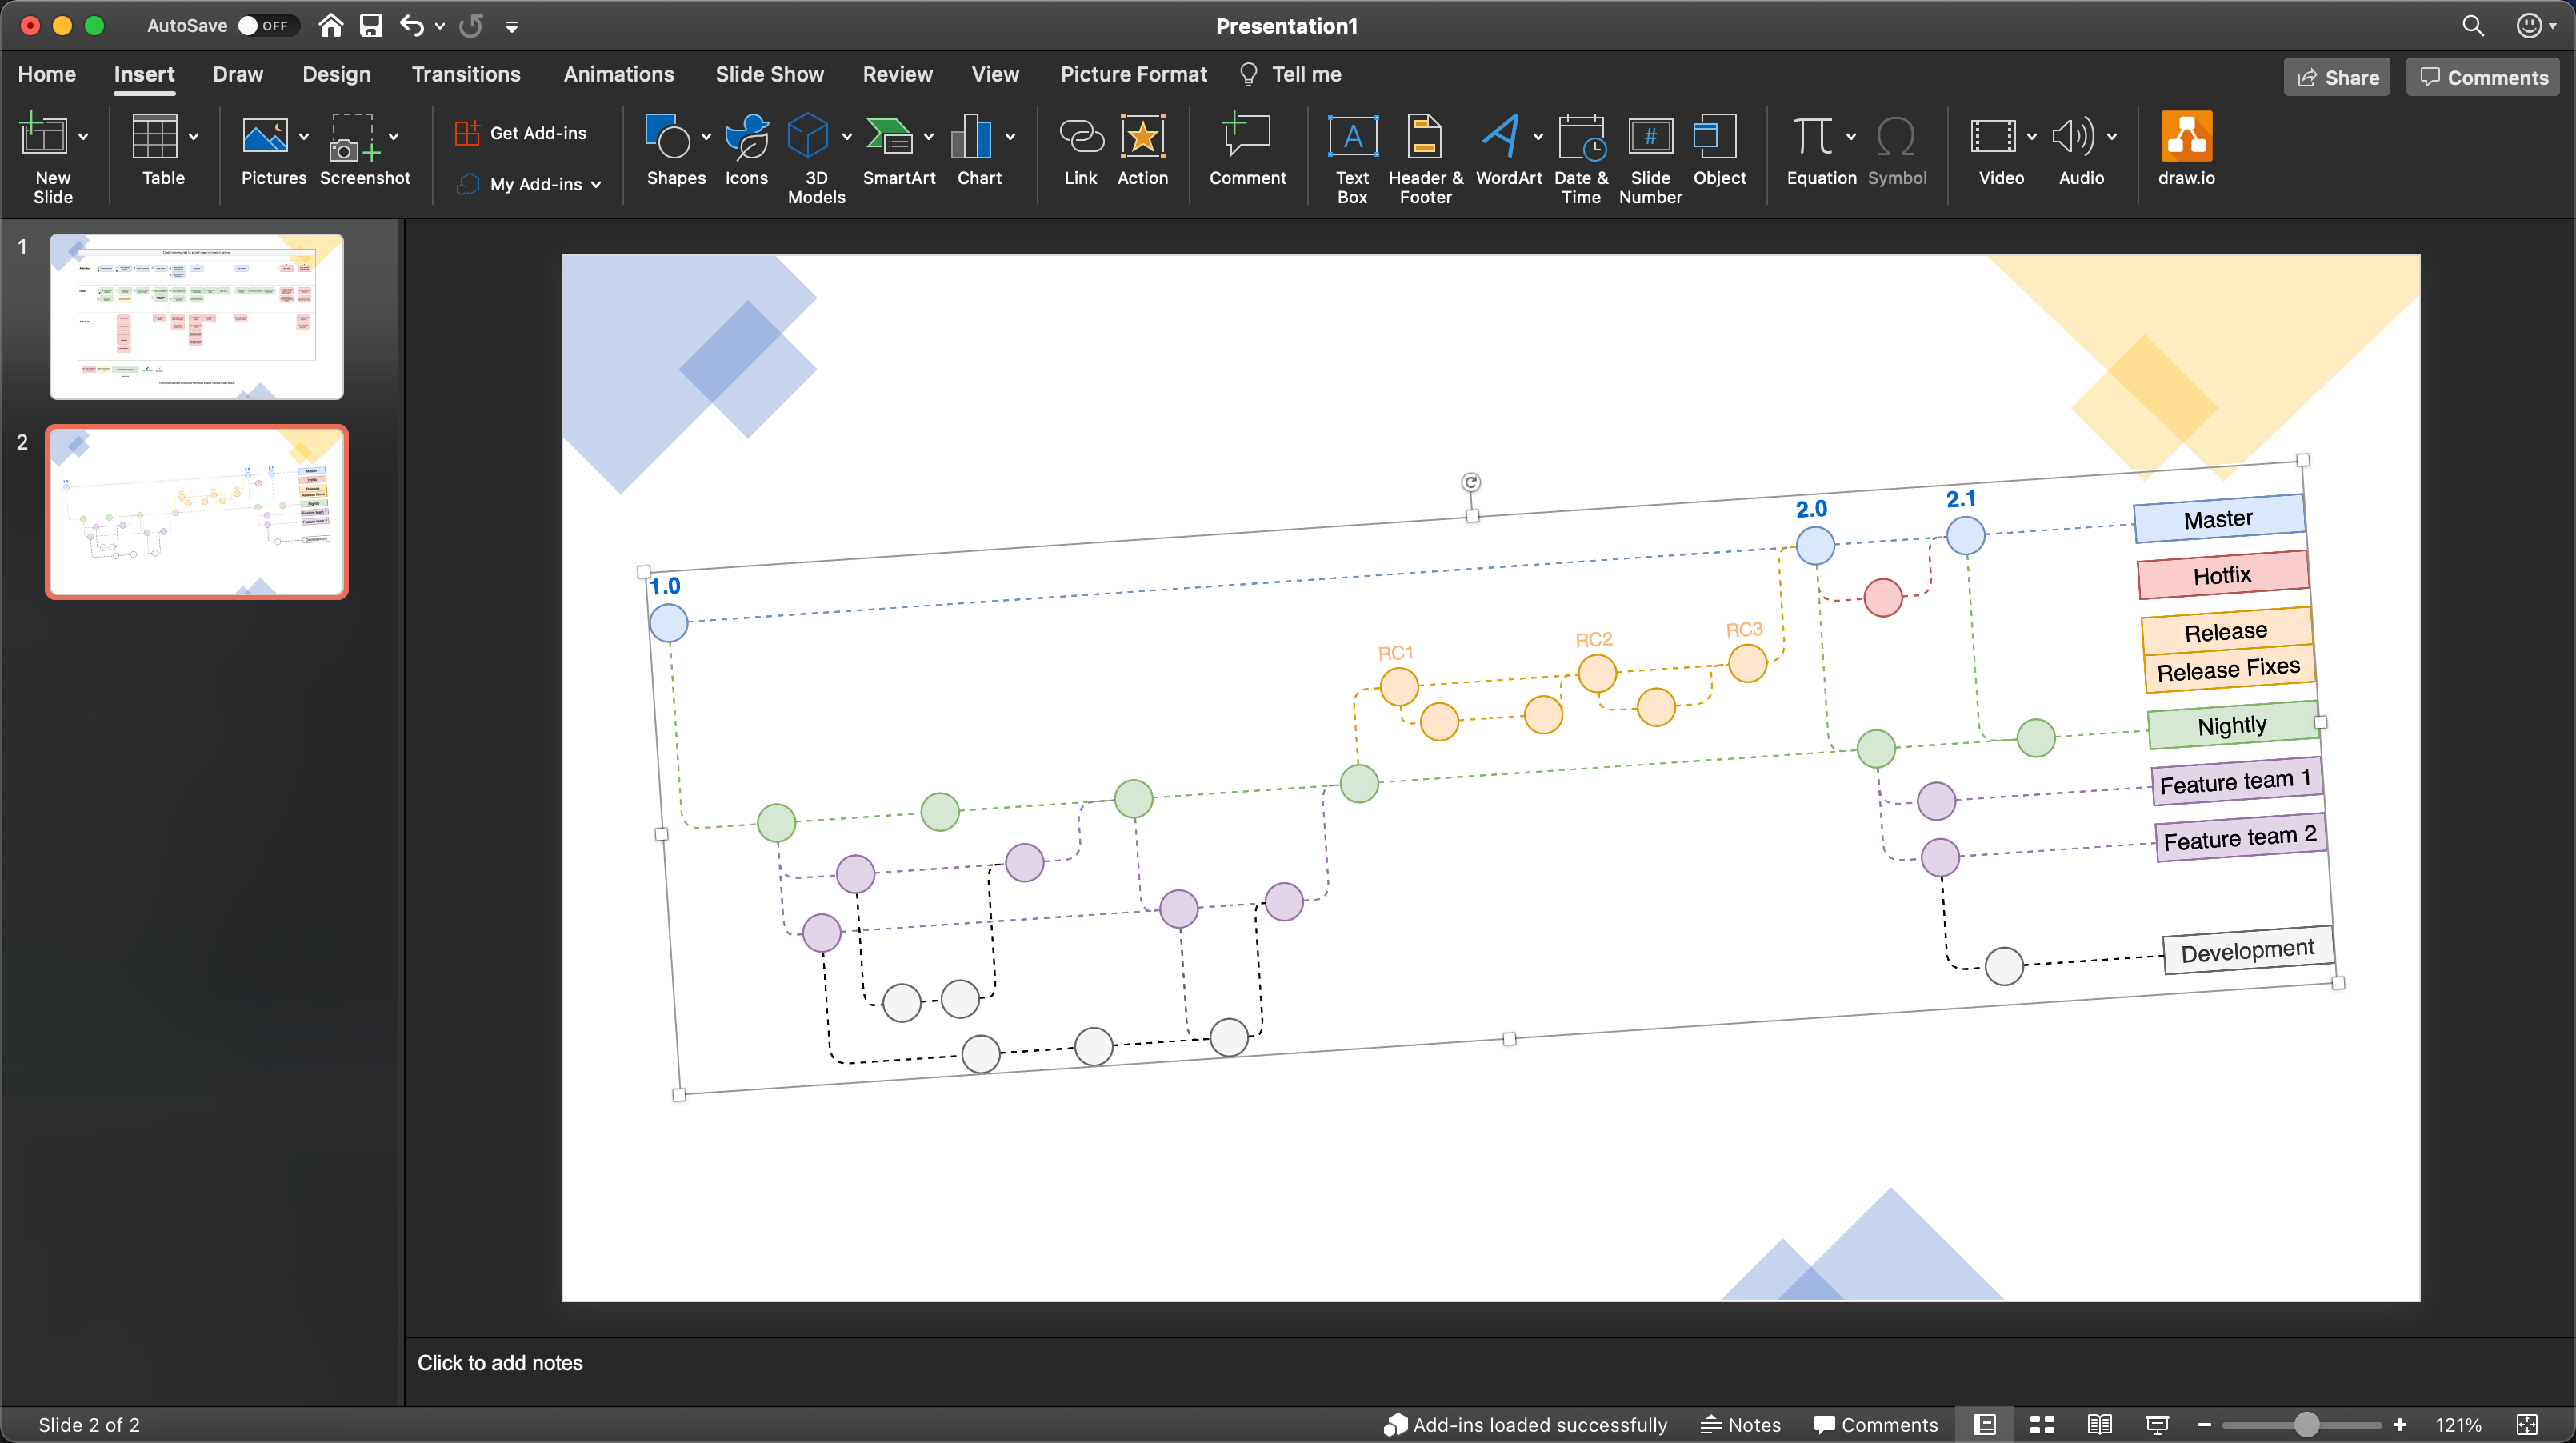 AutoSave OFF
Presentation1
Home Insert Draw Design Transitions Animations Slide Show Review View Picture Format Tell me
Share Comments
New Slide
Table
Pictures
Screenshot
Get Add-ins
My Add-ins
Shapes
Icons
3D Models
SmartArt
Chart
Link
Action
Comment
Text Box
Header & Footer
WordArt
Date & Time
Slide Number
Object
Equation
Symbol
Video
Audio
draw.io
1
2
1.0
2.0
2.1
Master
Hotfix
RC1
RC2
RC3
Release
Release Fixes
Nightly
Feature team 1
Feature team 2
Development
Click to add notes
Slide 2 of 2
Add-ins loaded successfully
Notes
Comments
121%